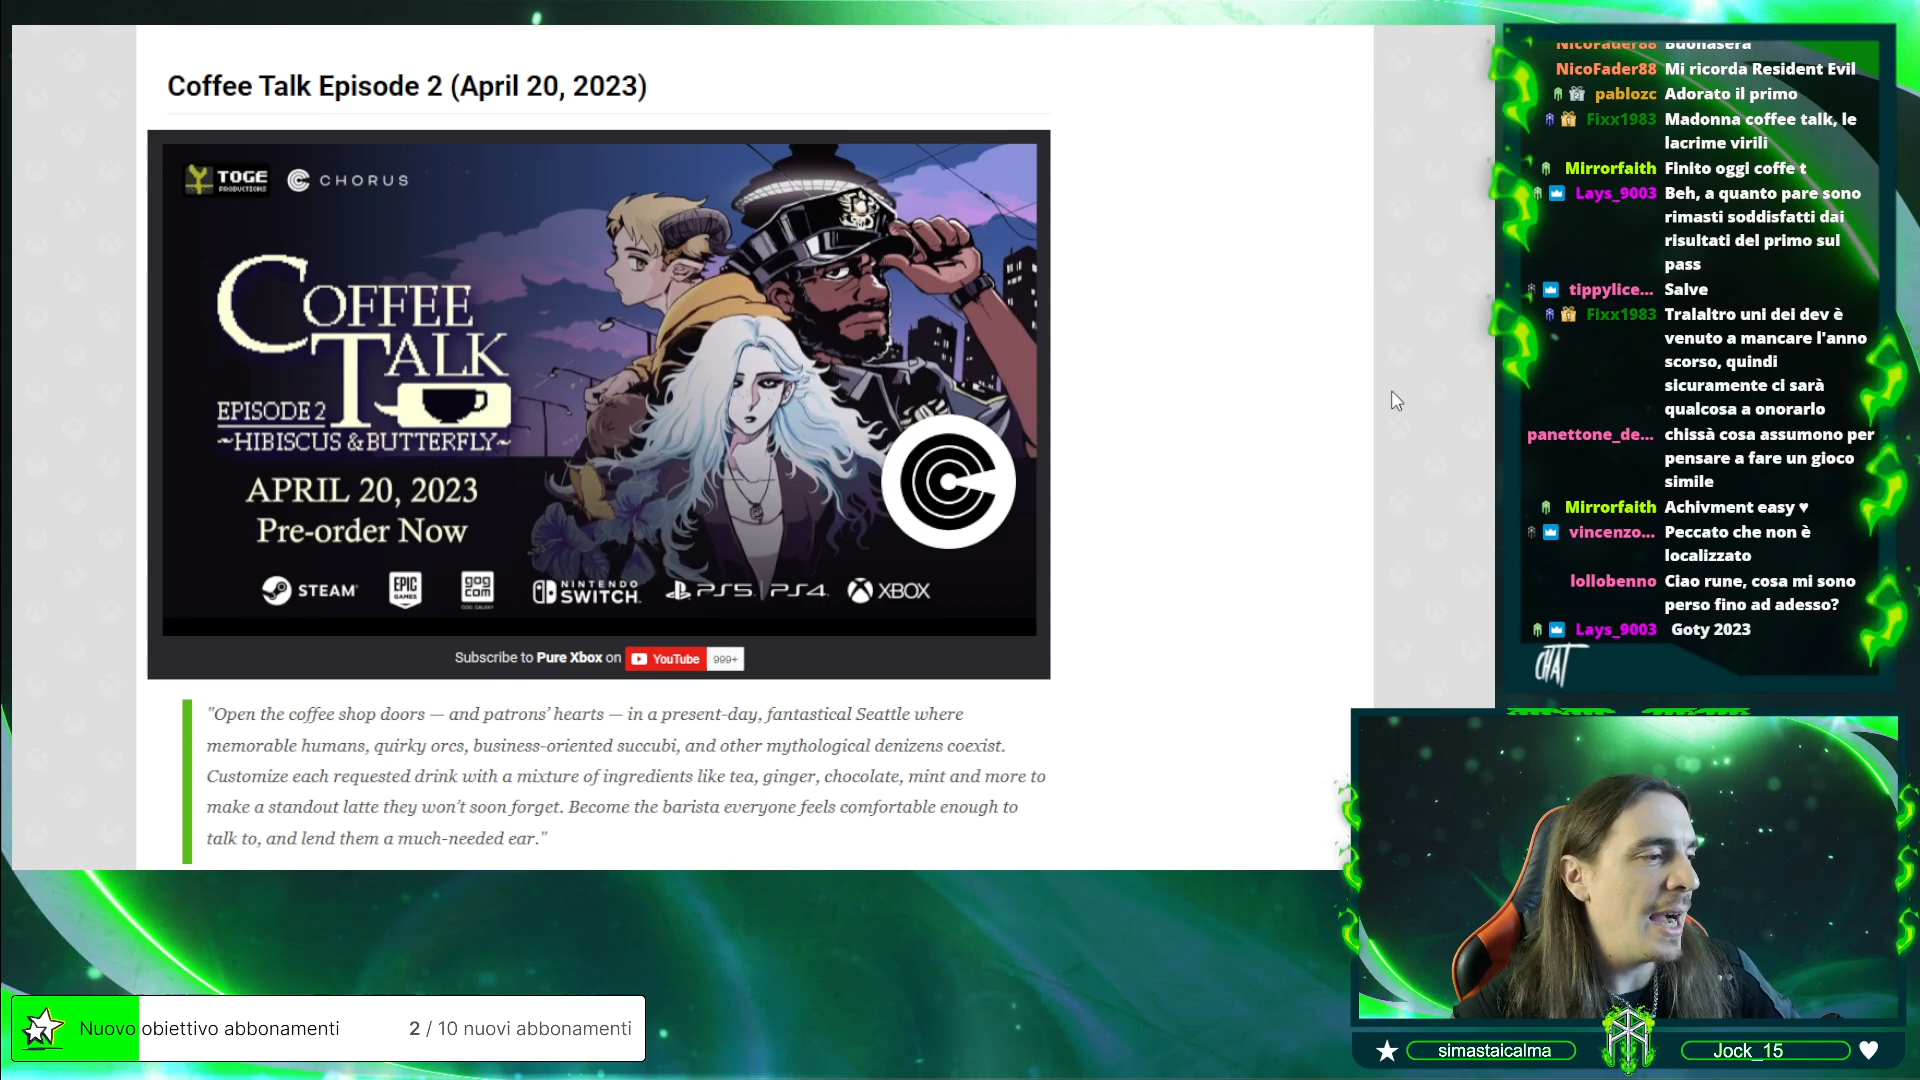 Coffee Talk Episode 2 (April 20, 2023)
TOGE
PRODUCTIONS
CHORUS
COFFEE
TALK
EPISODE 2
~HIBISCUS & BUTTERFLY~
APRIL 20, 2023
Pre-order Now
STEAM
EPIC
GAMES
gog
com
GOG GALAXY
NINTENDO
SWITCH
PS5 | PS4
XBOX
Subscribe to Pure Xbox on YouTube 999+
"Open the coffee shop doors — and patrons’ hearts — in a present-day, fantastical Seattle where
memorable humans, quirky orcs, business-oriented succubi, and other mythological denizens coexist.
Customize each requested drink with a mixture of ingredients like tea, ginger, chocolate, mint and more to
make a standout latte they won’t soon forget. Become the barista everyone feels comfortable enough to
talk to, and lend them a much-needed ear."
NicoFader88 Buonasera
NicoFader88 Mi ricorda Resident Evil
pablozc Adorato il primo
Fixx1983 Madonna coffee talk, le
lacrime virili
Mirrorfaith Finito oggi coffe t
Lays_9003 Beh, a quanto pare sono
rimasti soddisfatti dai
risultati del primo sul
pass
tippylice... Salve
Fixx1983 Tralaltro uni dei dev è
venuto a mancare l'anno
scorso, quindi
sicuramente ci sarà
qualcosa a onorarlo
panettone_de... chissà cosa assumono per
pensare a fare un gioco
simile
Mirrorfaith Achivment easy ♥
vincenzo... Peccato che non è
localizzato
lollobenno Ciao rune, cosa mi sono
perso fino ad adesso?
Lays_9003 Goty 2023
CHAT
Nuovo obiettivo abbonamenti 2 / 10 nuovi abbonamenti
simastaicalma
Jock_15